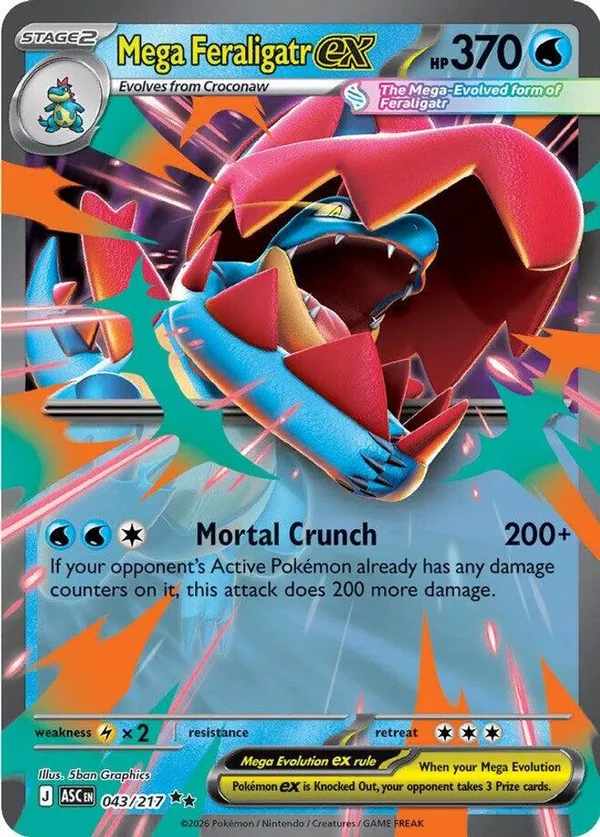 STAGE2
Mega Feraligatr ex
HP 370
Evolves from Croconaw
The Mega-Evolved form of
Feraligatr
Mortal Crunch 200+
If your opponent's Active Pokémon already has any damage
counters on it, this attack does 200 more damage.
weakness ×2 resistance retreat
Mega Evolution ex rule When your Mega Evolution
Pokémon ex is Knocked Out, your opponent takes 3 Prize cards.
Illus. 5ban Graphics
J ASC EN 043/217
©2026 Pokémon / Nintendo / Creatures / GAME FREAK